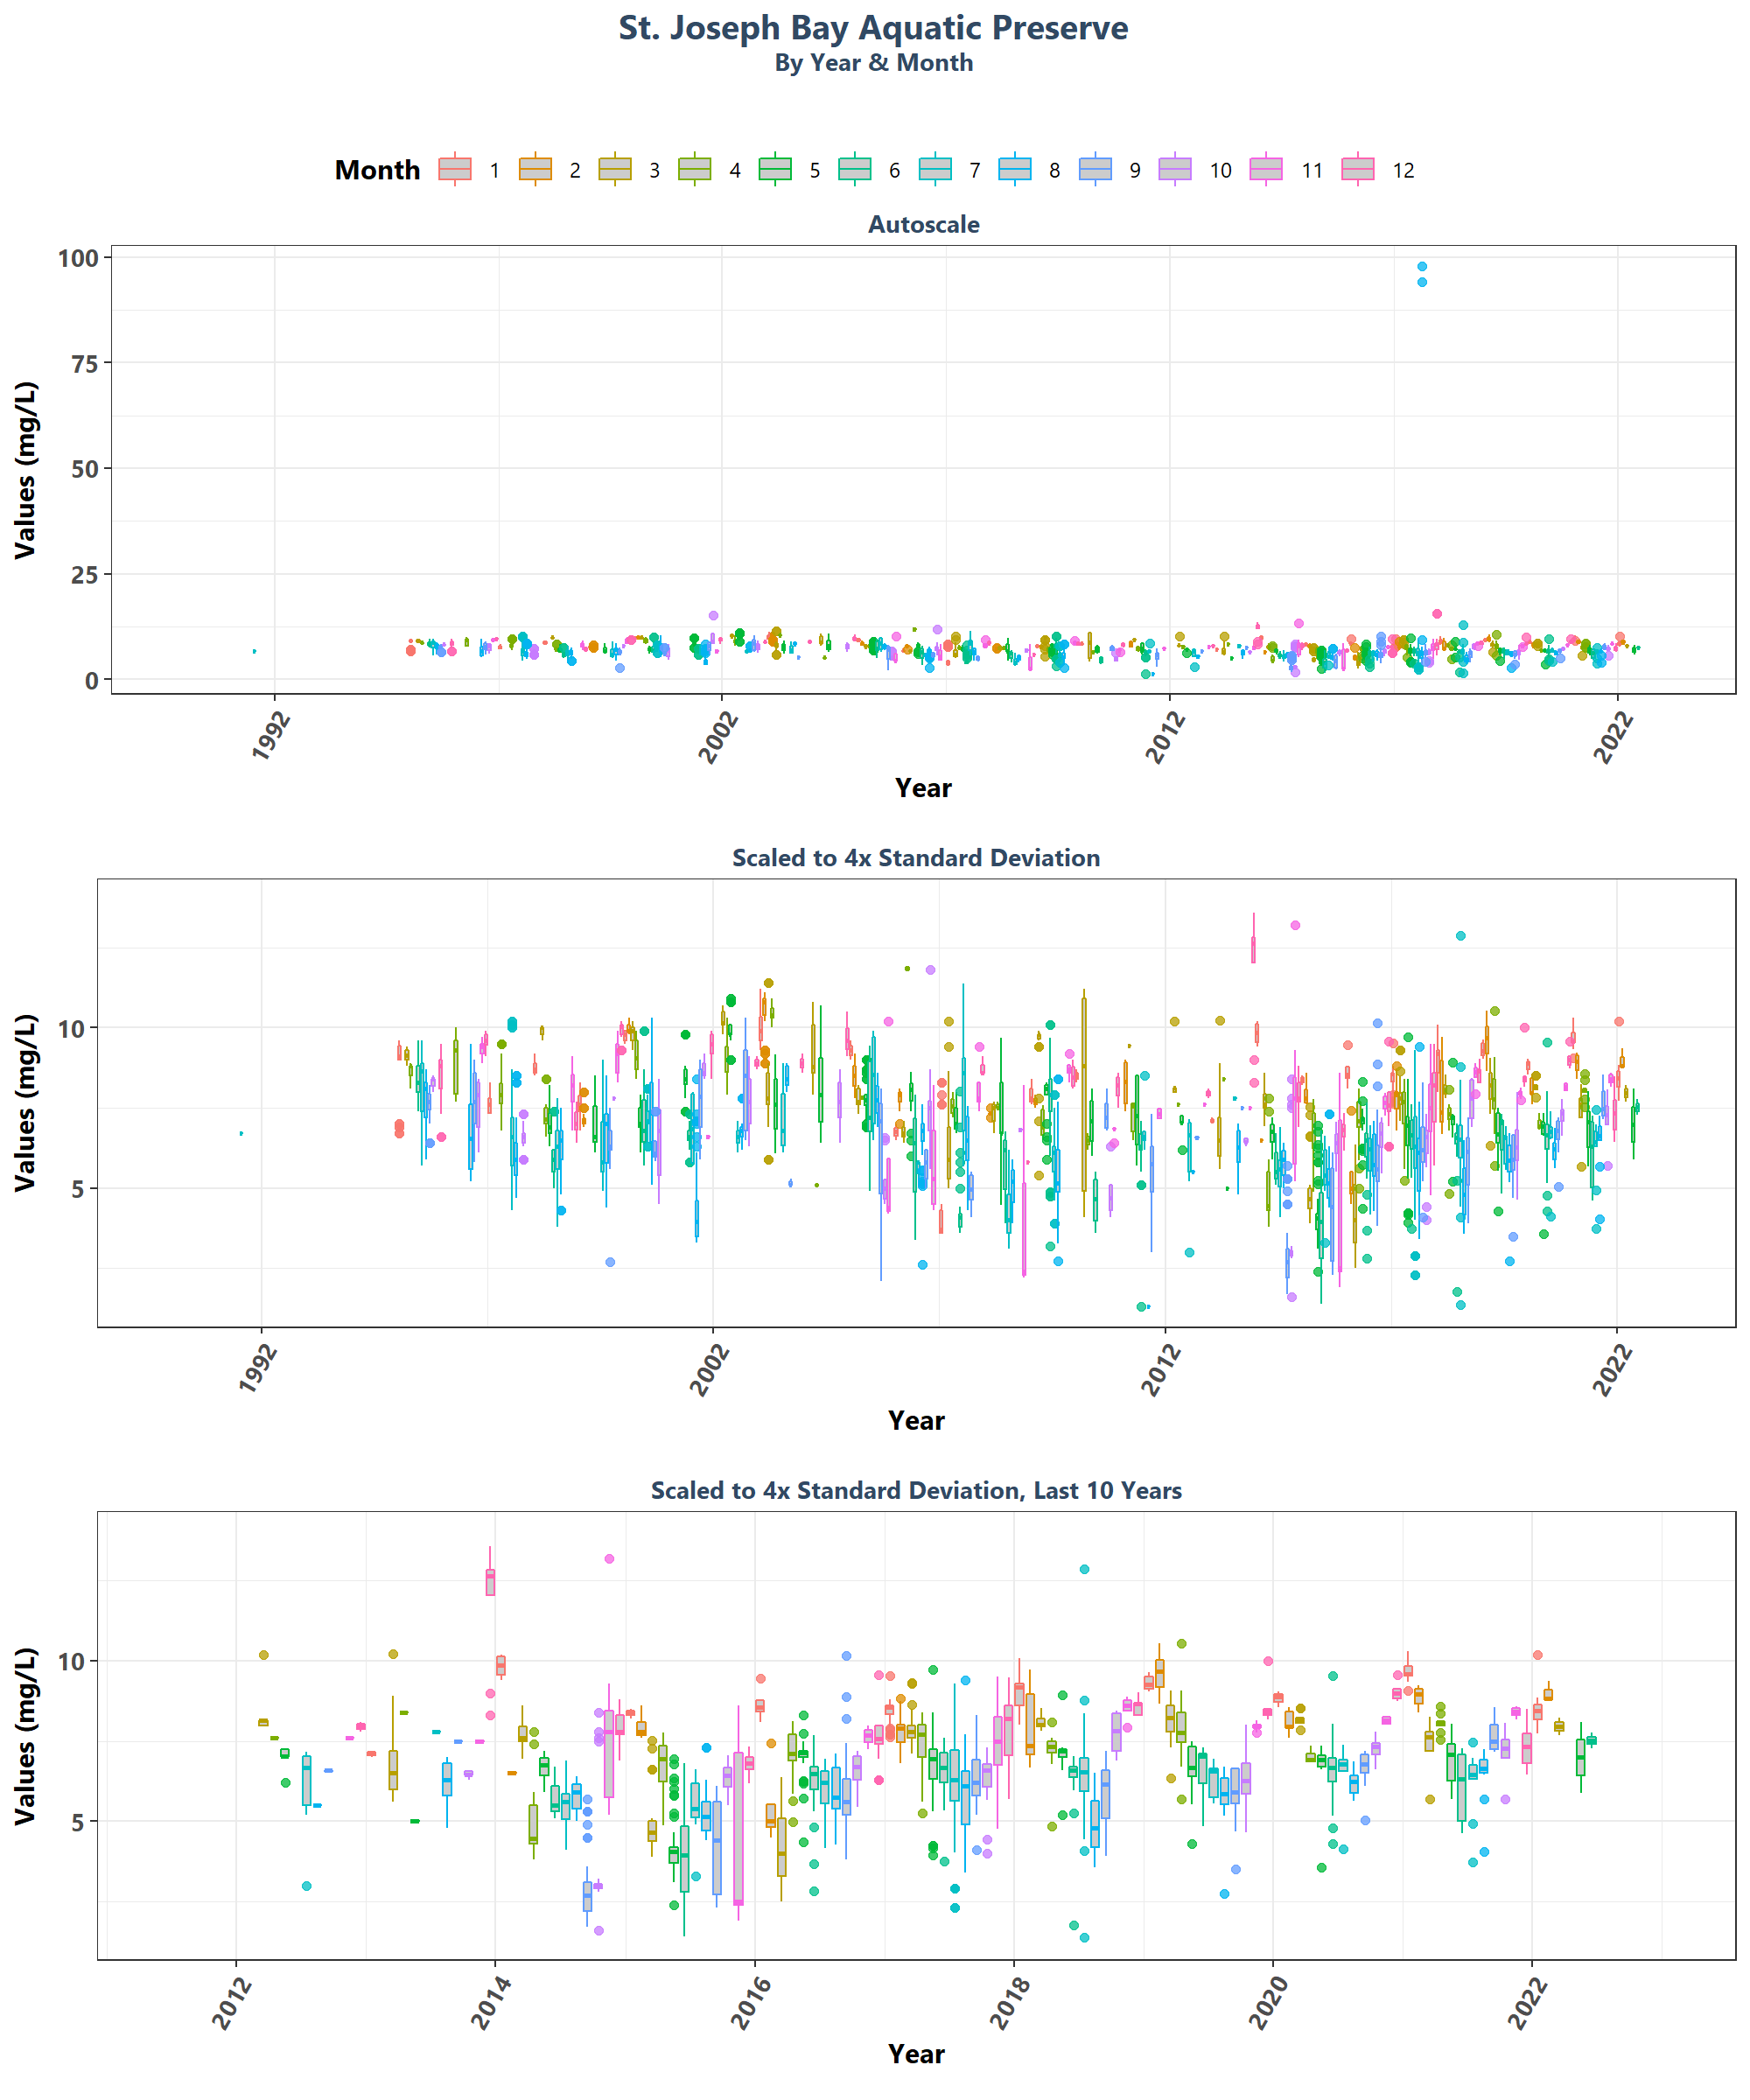 St. Joseph Bay Aquatic Preserve
By Year & Month
Month 1 2 3 4 5 6 7 8 9 10 11 12
Autoscale
100
75
50
25
0
Values (mg/L)
1992 2002 2012 2022
Year
Scaled to 4x Standard Deviation
10
5
Values (mg/L)
1992 2002 2012 2022
Year
Scaled to 4x Standard Deviation, Last 10 Years
10
5
Values (mg/L)
2012 2014 2016 2018 2020 2022
Year